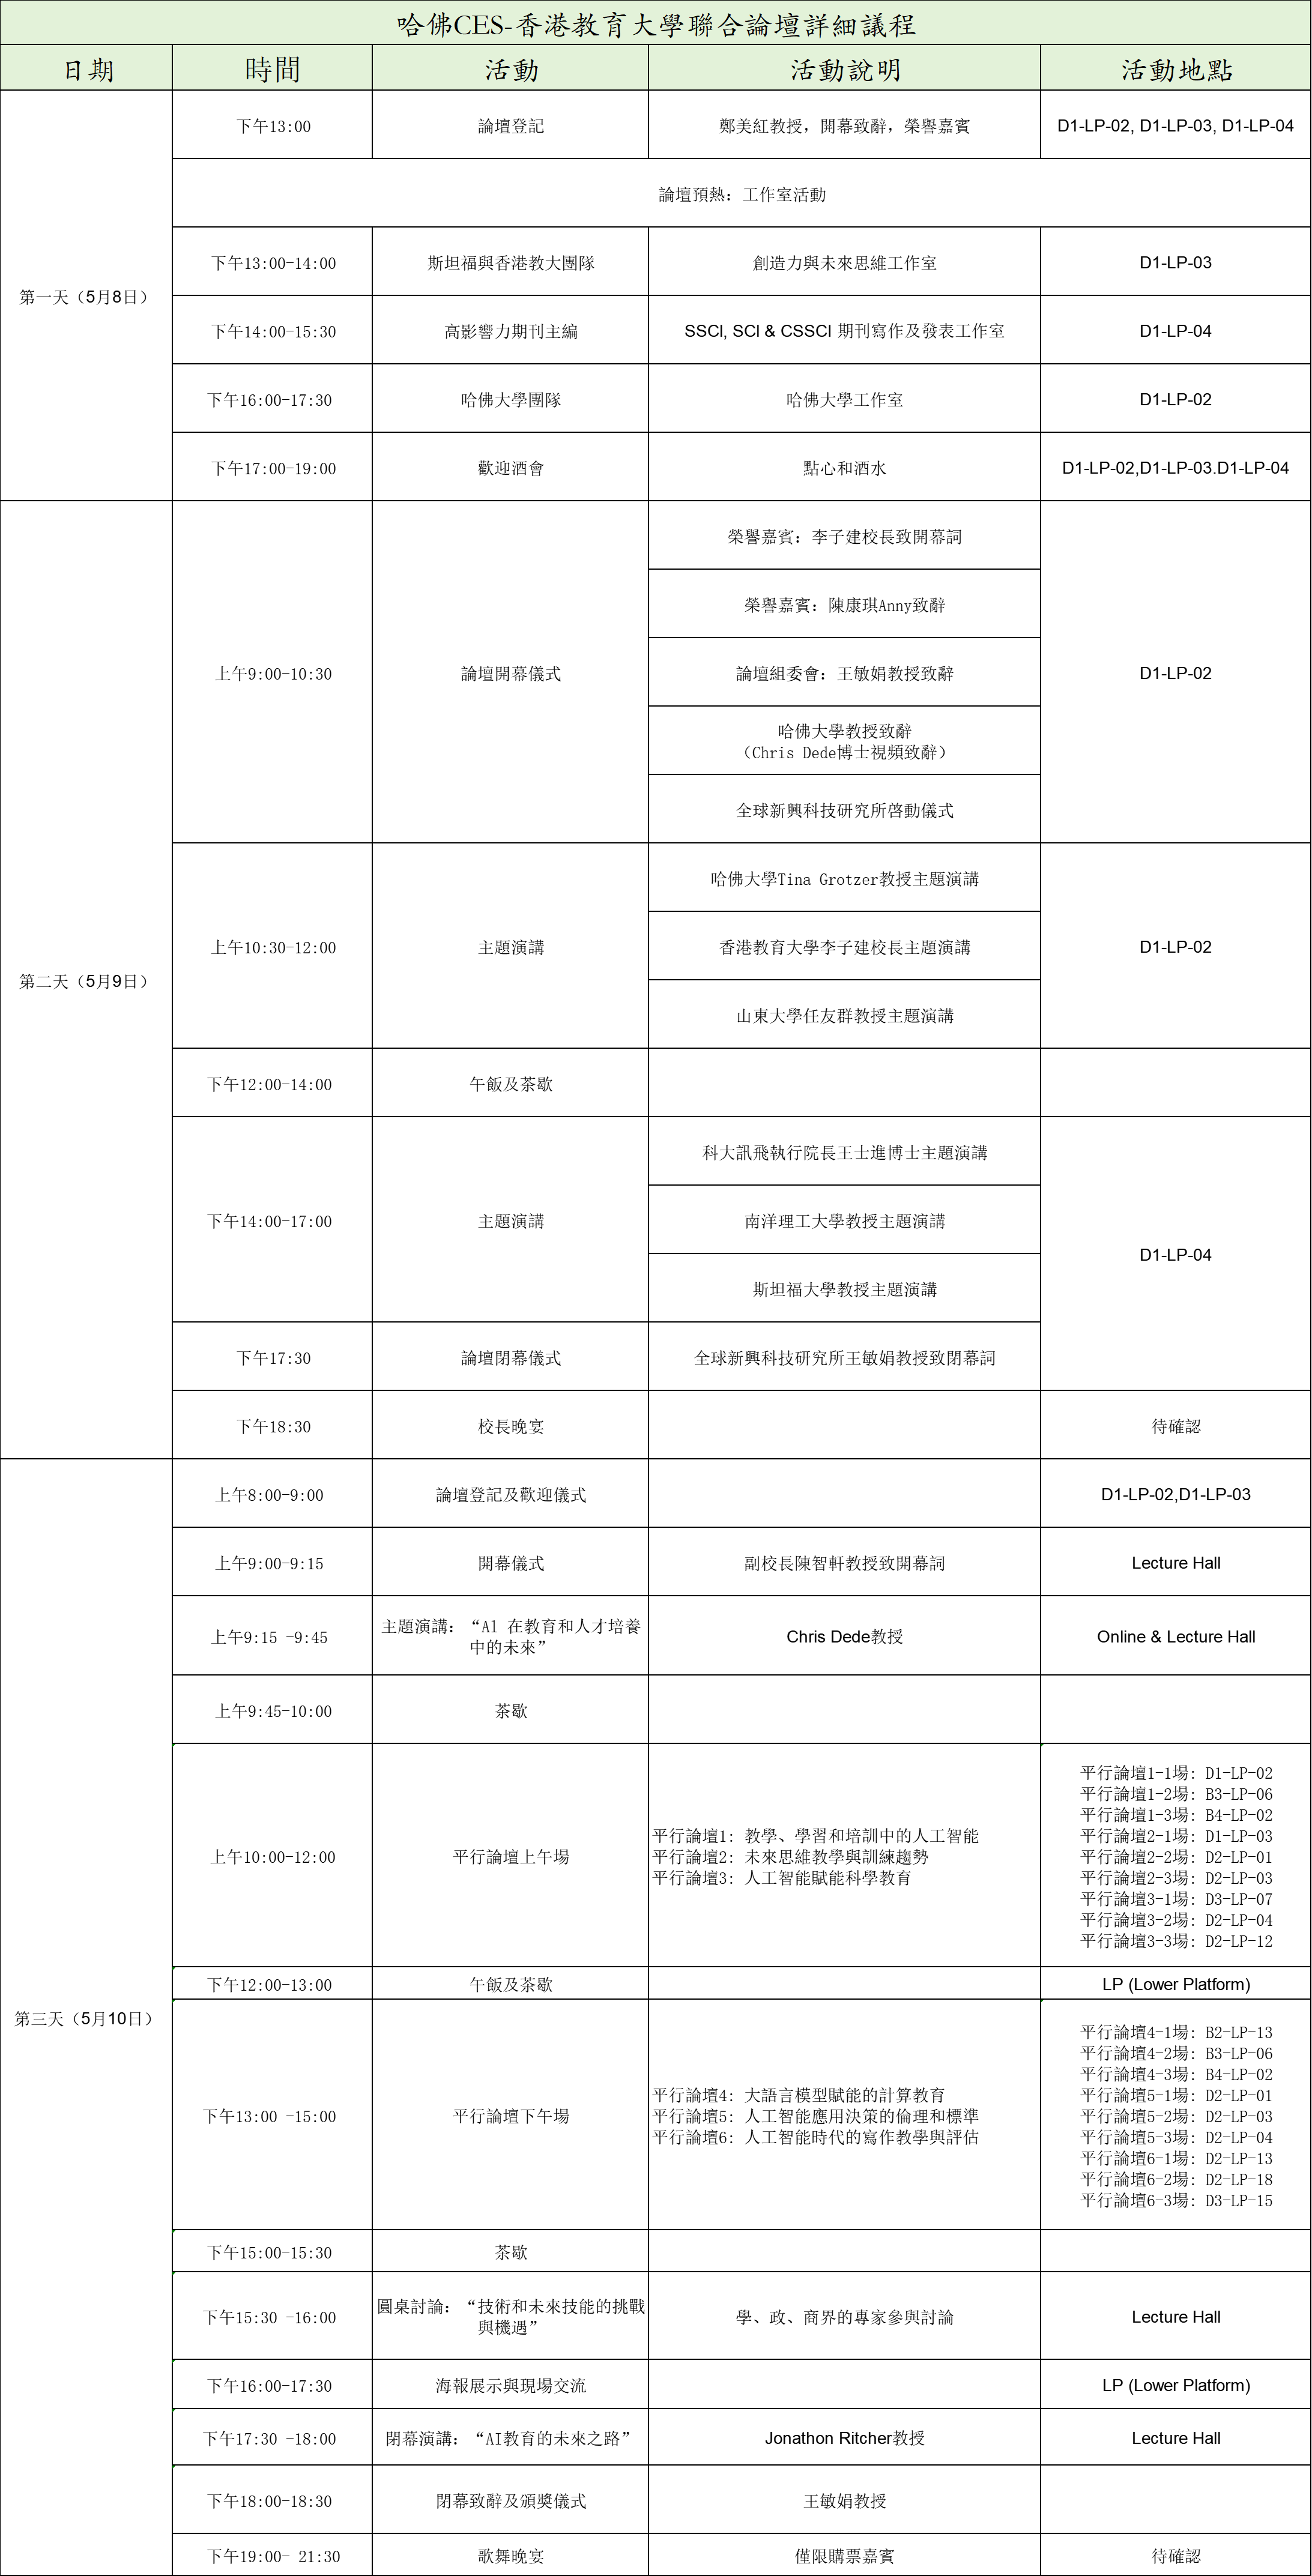 哈佛CES-香港教育大學聯合論壇詳細議程
日期 時間 活動 活動說明 活動地點
第一天（5月8日）
下午13:00 論壇登記 鄭美紅教授，開幕致辭，榮譽嘉賓 D1-LP-02, D1-LP-03, D1-LP-04
論壇預熱：工作室活動
下午13:00-14:00 斯坦福與香港教大團隊 創造力與未來思維工作室 D1-LP-03
下午14:00-15:30 高影響力期刊主編 SSCI, SCI & CSSCI 期刊寫作及發表工作室 D1-LP-04
下午16:00-17:30 哈佛大學團隊 哈佛大學工作室 D1-LP-02
下午17:00-19:00 歡迎酒會 點心和酒水 D1-LP-02,D1-LP-03.D1-LP-04
第二天（5月9日）
上午9:00-10:30 論壇開幕儀式
榮譽嘉賓：李子建校長致開幕詞
榮譽嘉賓：陳康琪Anny致辭
論壇組委會：王敏娟教授致辭
哈佛大學教授致辭
（Chris Dede博士視頻致辭）
全球新興科技研究所啓動儀式
D1-LP-02
上午10:30-12:00 主題演講
哈佛大學Tina Grotzer教授主題演講
香港教育大學李子建校長主題演講
山東大學任友群教授主題演講
D1-LP-02
下午12:00-14:00 午飯及茶歇
下午14:00-17:00 主題演講
科大訊飛執行院長王士進博士主題演講
南洋理工大學教授主題演講
斯坦福大學教授主題演講
D1-LP-04
下午17:30 論壇閉幕儀式 全球新興科技研究所王敏娟教授致閉幕詞
下午18:30 校長晚宴 待確認
第三天（5月10日）
上午8:00-9:00 論壇登記及歡迎儀式 D1-LP-02,D1-LP-03
上午9:00-9:15 開幕儀式 副校長陳智軒教授致開幕詞 Lecture Hall
上午9:15 -9:45
主題演講：“Al 在教育和人才培養
中的未來”
Chris Dede教授 Online & Lecture Hall
上午9:45-10:00 茶歇
上午10:00-12:00 平行論壇上午場
平行論壇1: 教學、學習和培訓中的人工智能
平行論壇2: 未來思維教學與訓練趨勢
平行論壇3: 人工智能賦能科學教育
平行論壇1-1場: D1-LP-02
平行論壇1-2場: B3-LP-06
平行論壇1-3場: B4-LP-02
平行論壇2-1場: D1-LP-03
平行論壇2-2場: D2-LP-01
平行論壇2-3場: D2-LP-03
平行論壇3-1場: D3-LP-07
平行論壇3-2場: D2-LP-04
平行論壇3-3場: D2-LP-12
下午12:00-13:00 午飯及茶歇 LP (Lower Platform)
下午13:00 -15:00 平行論壇下午場
平行論壇4: 大語言模型賦能的計算教育
平行論壇5: 人工智能應用決策的倫理和標準
平行論壇6: 人工智能時代的寫作教學與評估
平行論壇4-1場: B2-LP-13
平行論壇4-2場: B3-LP-06
平行論壇4-3場: B4-LP-02
平行論壇5-1場: D2-LP-01
平行論壇5-2場: D2-LP-03
平行論壇5-3場: D2-LP-04
平行論壇6-1場: D2-LP-13
平行論壇6-2場: D2-LP-18
平行論壇6-3場: D3-LP-15
下午15:00-15:30 茶歇
下午15:30 -16:00
圓桌討論：“技術和未來技能的挑戰
與機遇”
學、政、商界的專家參與討論 Lecture Hall
下午16:00-17:30 海報展示與現場交流 LP (Lower Platform)
下午17:30 -18:00 閉幕演講：“AI教育的未來之路” Jonathon Ritcher教授 Lecture Hall
下午18:00-18:30 閉幕致辭及頒獎儀式 王敏娟教授
下午19:00- 21:30 歌舞晚宴 僅限購票嘉賓 待確認